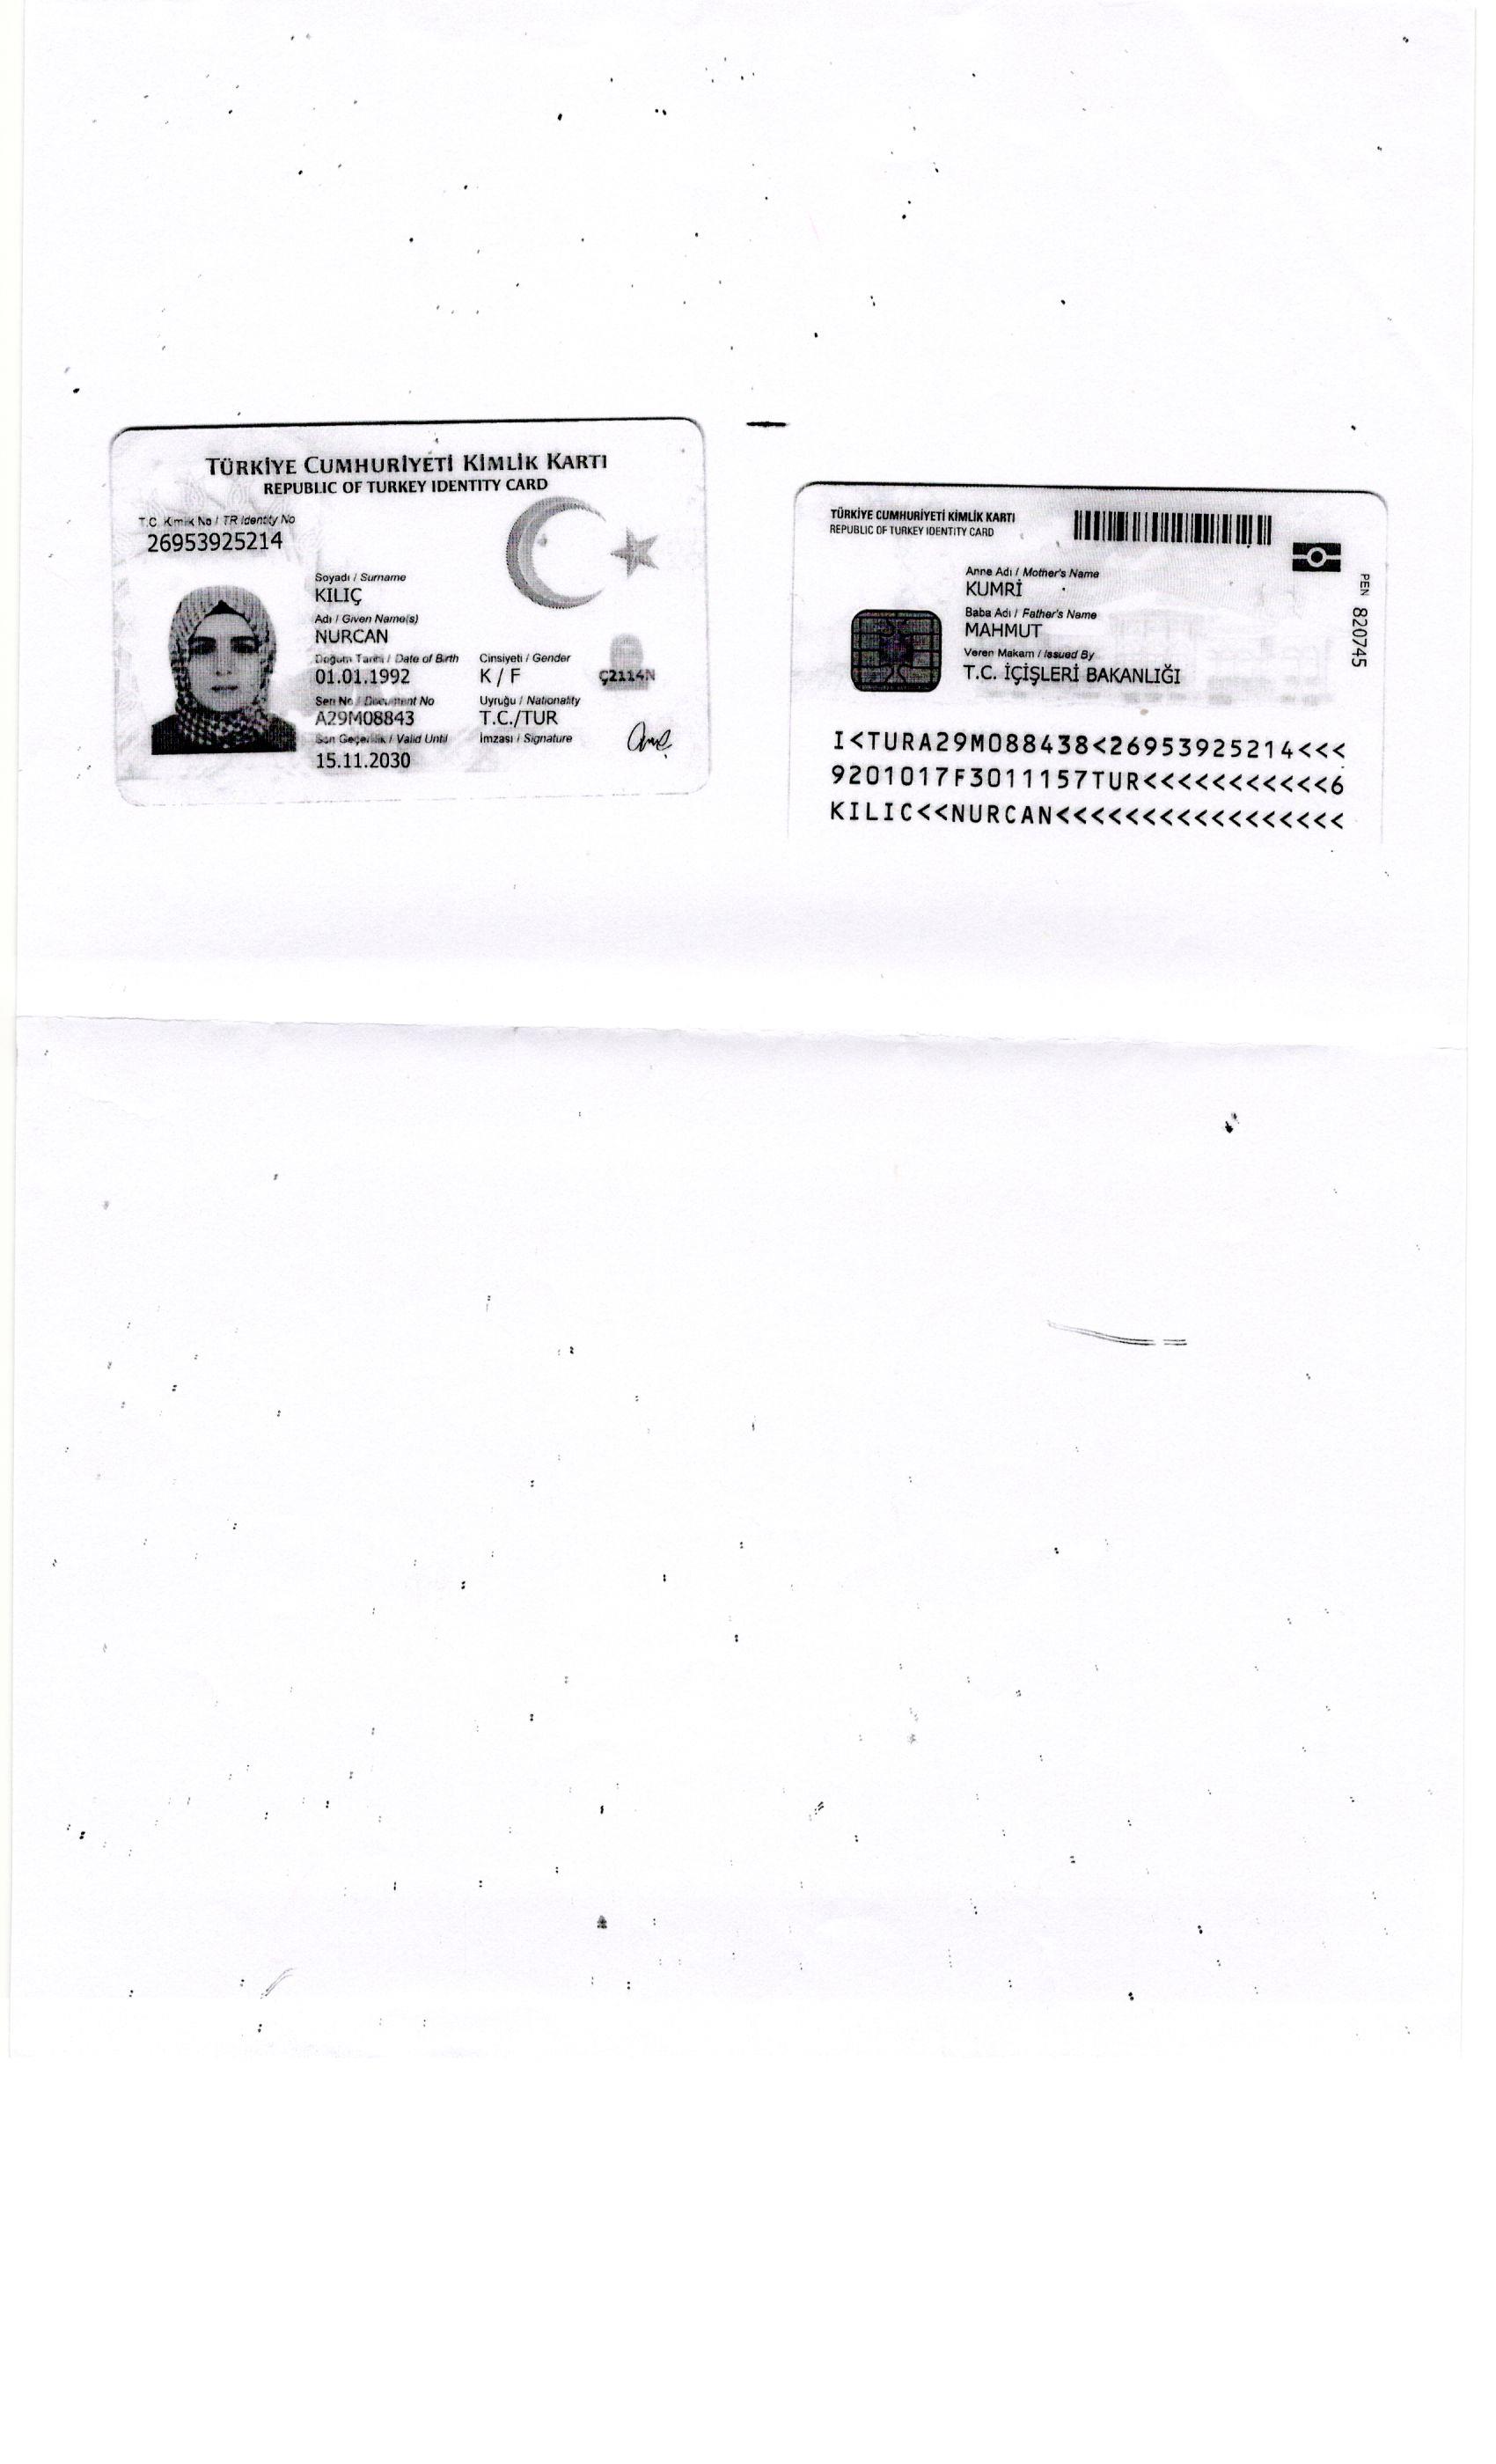 TÜRKİYE CUMHURİYETİ KİMLİK KARTI
REPUBLIC OF TURKEY IDENTITY CARD
T.C. Kimlik No / TR Identity No
26953925214
Soyadı / Surname
KILIÇ
Adı / Given Name(s)
NURCAN
Doğum Tarihi / Date of Birth Cinsiyeti / Gender
01.01.1992 K / F
Ç2114N
Seri No / Document No Uyruğu / Nationality
A29M08843 T.C./TUR
Son Geçerlilik / Valid Until İmzası / Signature
15.11.2030
TÜRKİYE CUMHURİYETİ KİMLİK KARTI
REPUBLIC OF TURKEY IDENTITY CARD
Anne Adı / Mother's Name
KUMRİ
Baba Adı / Father's Name
MAHMUT
Veren Makam / Issued By
T.C. İÇİŞLERİ BAKANLIĞI
PEN 820745
I<TURA29M088438<26953925214<<<
9201017F3011157TUR<<<<<<<<<<<6
KILIC<<NURCAN<<<<<<<<<<<<<<<<<